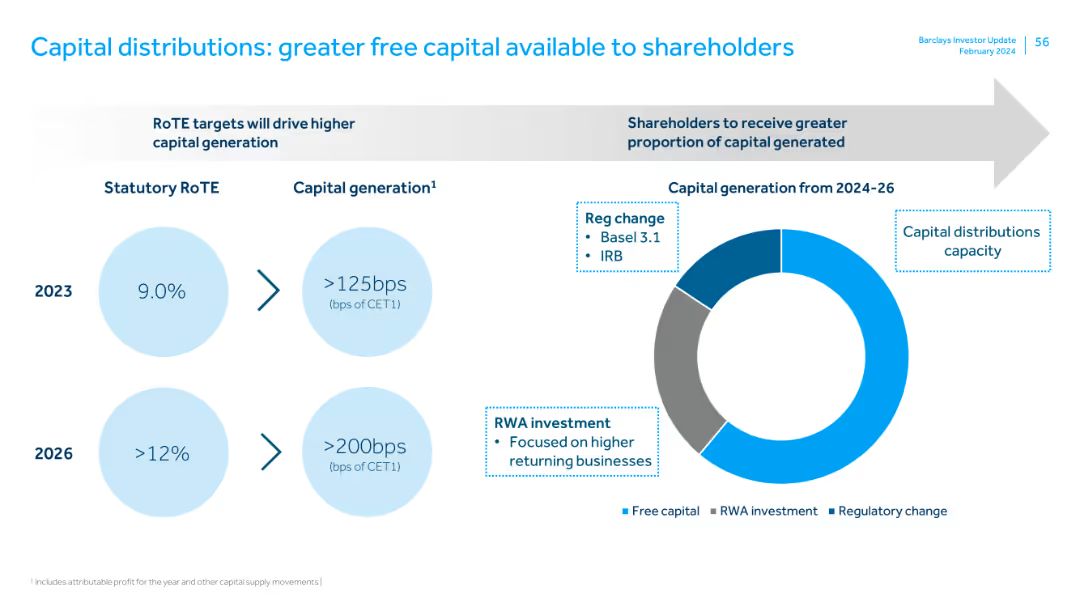 Capital distributions: greater free capital available to shareholders
Barclays Investor Update
February 2024
56
RoTE targets will drive higher
capital generation
Shareholders to receive greater
proportion of capital generated
Statutory RoTE
Capital generation¹
Capital generation from 2024-26
2023
9.0%
>125bps
(bps of CET1)
2026
>12%
>200bps
(bps of CET1)
Reg change
• Basel 3.1
• IRB
Capital distributions
capacity
RWA investment
• Focused on higher
returning businesses
Free capital
RWA investment
Regulatory change
¹ Includes attributable profit for the year and other capital supply movements |